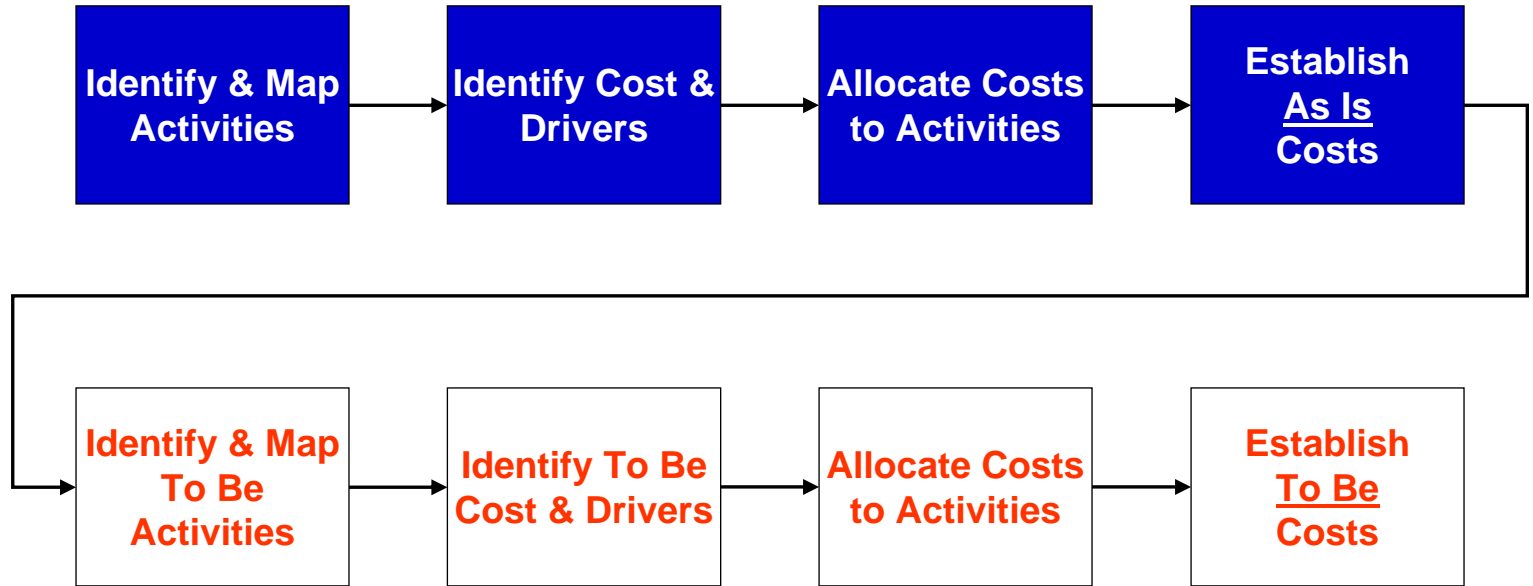 Identify & Map
Activities
Identify Cost &
Drivers
Allocate Costs
to Activities
Establish
As Is
Costs
Identify & Map
To Be
Activities
Identify To Be
Cost & Drivers
Allocate Costs
to Activities
Establish
To Be
Costs